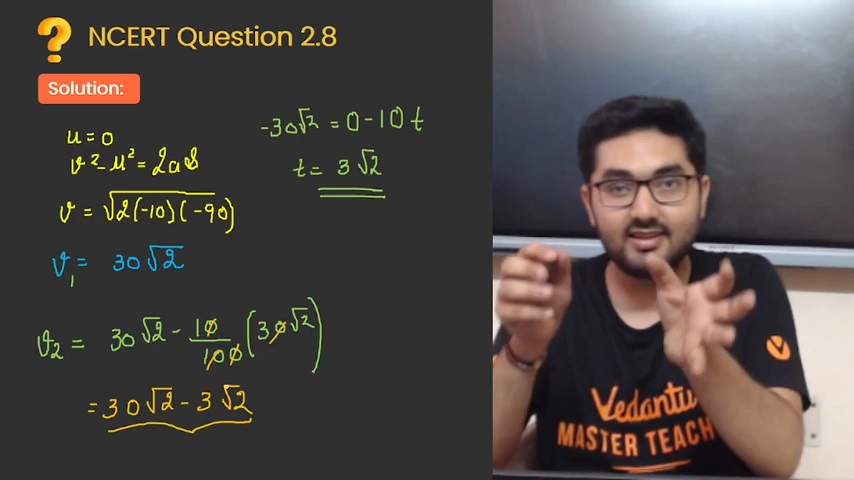 ? NCERT Question 2.8
Solution:
u = 0
v² - u² = 2as
v = √2(-10)(-90)
v₁ = 30√2
v₂ = 30√2 - 10/100 (30√2)
= 30√2 - 3√2
-30√2 = 0 - 10t
t = 3√2
Vedantu
MASTER TEACH